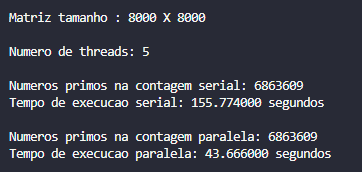 Matriz tamanho : 8000 X 8000
Numero de threads: 5
Numeros primos na contagem serial: 6863609
Tempo de execucao serial: 155.774000 segundos
Numeros primos na contagem paralela: 6863609
Tempo de execucao paralela: 43.666000 segundos